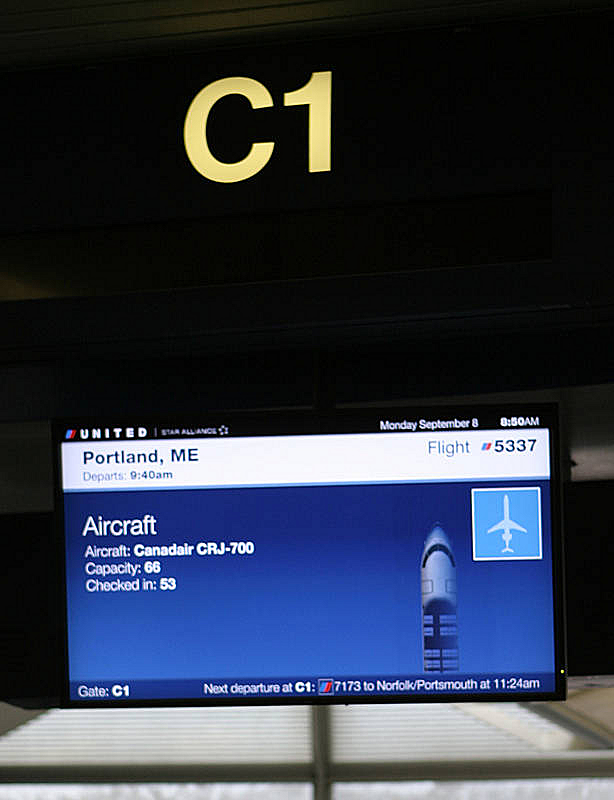 C1
UNITED | STAR ALLIANCE Monday September 8 8:50AM
Portland, ME Flight 5337
Departs: 9:40am
Aircraft
Aircraft: Canadair CRJ-700
Capacity: 66
Checked in: 53
Gate: C1 Next departure at C1: 7173 to Norfolk/Portsmouth at 11:24am